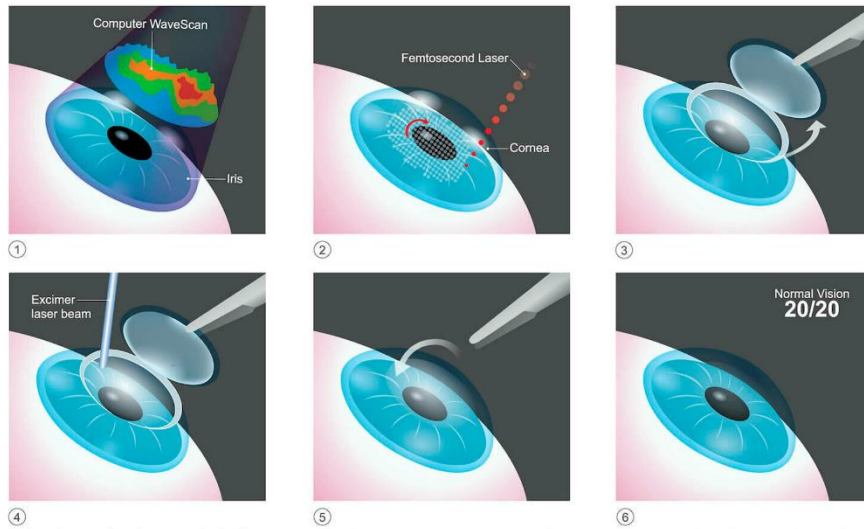 Computer WaveScan
Iris
1
Femtosecond Laser
Cornea
2
3
Excimer
laser beam
4
5
Normal Vision
20/20
6